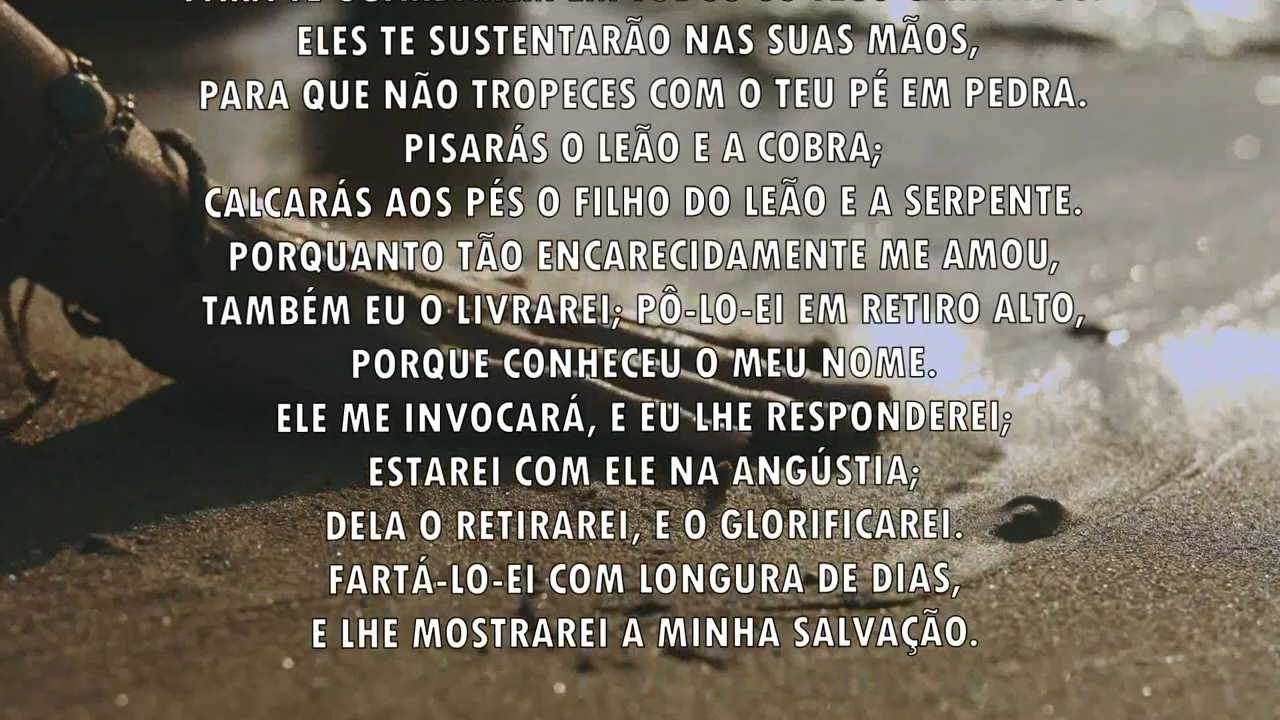 ELES TE SUSTENTARÃO NAS SUAS MÃOS,
PARA QUE NÃO TROPECES COM O TEU PÉ EM PEDRA.
PISARÁS O LEÃO E A COBRA;
CALCARÁS AOS PÉS O FILHO DO LEÃO E A SERPENTE.
PORQUANTO TÃO ENCARECIDAMENTE ME AMOU,
TAMBÉM EU O LIVRAREI; PÔ-LO-EI EM RETIRO ALTO,
PORQUE CONHECEU O MEU NOME.
ELE ME INVOCARÁ, E EU LHE RESPONDEREI;
ESTAREI COM ELE NA ANGÚSTIA;
DELA O RETIRAREI, E O GLORIFICAREI.
FARTÁ-LO-EI COM LONGURA DE DIAS,
E LHE MOSTRAREI A MINHA SALVAÇÃO.